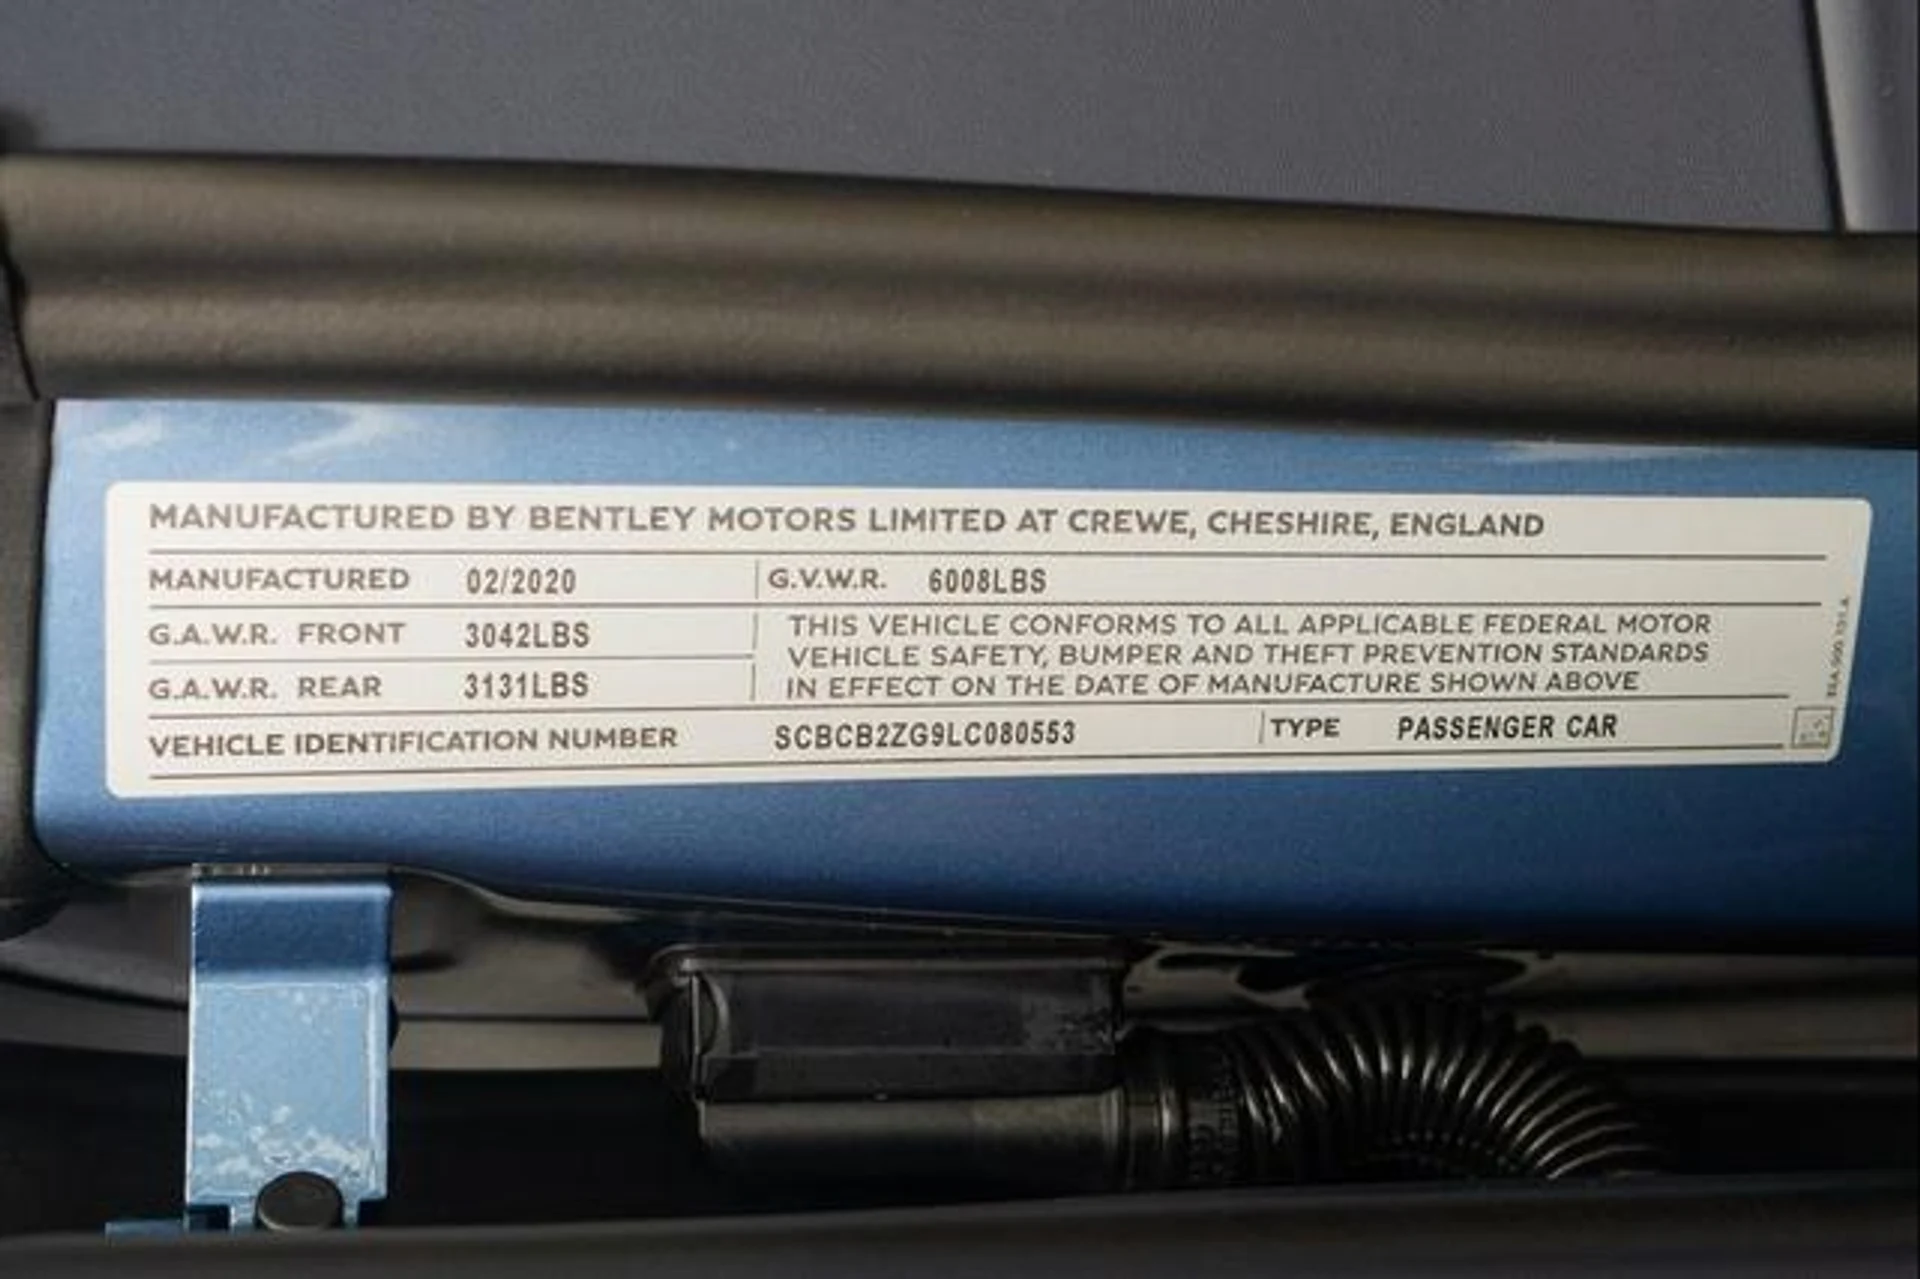 MANUFACTURED BY BENTLEY MOTORS LIMITED AT CREWE, CHESHIRE, ENGLAND
MANUFACTURED 02/2020 G.V.W.R. 6008LBS
G.A.W.R. FRONT 3042LBS
G.A.W.R. REAR 3131LBS
THIS VEHICLE CONFORMS TO ALL APPLICABLE FEDERAL MOTOR
VEHICLE SAFETY, BUMPER AND THEFT PREVENTION STANDARDS
IN EFFECT ON THE DATE OF MANUFACTURE SHOWN ABOVE
VEHICLE IDENTIFICATION NUMBER SCBCB2ZG9LC080553 TYPE PASSENGER CAR